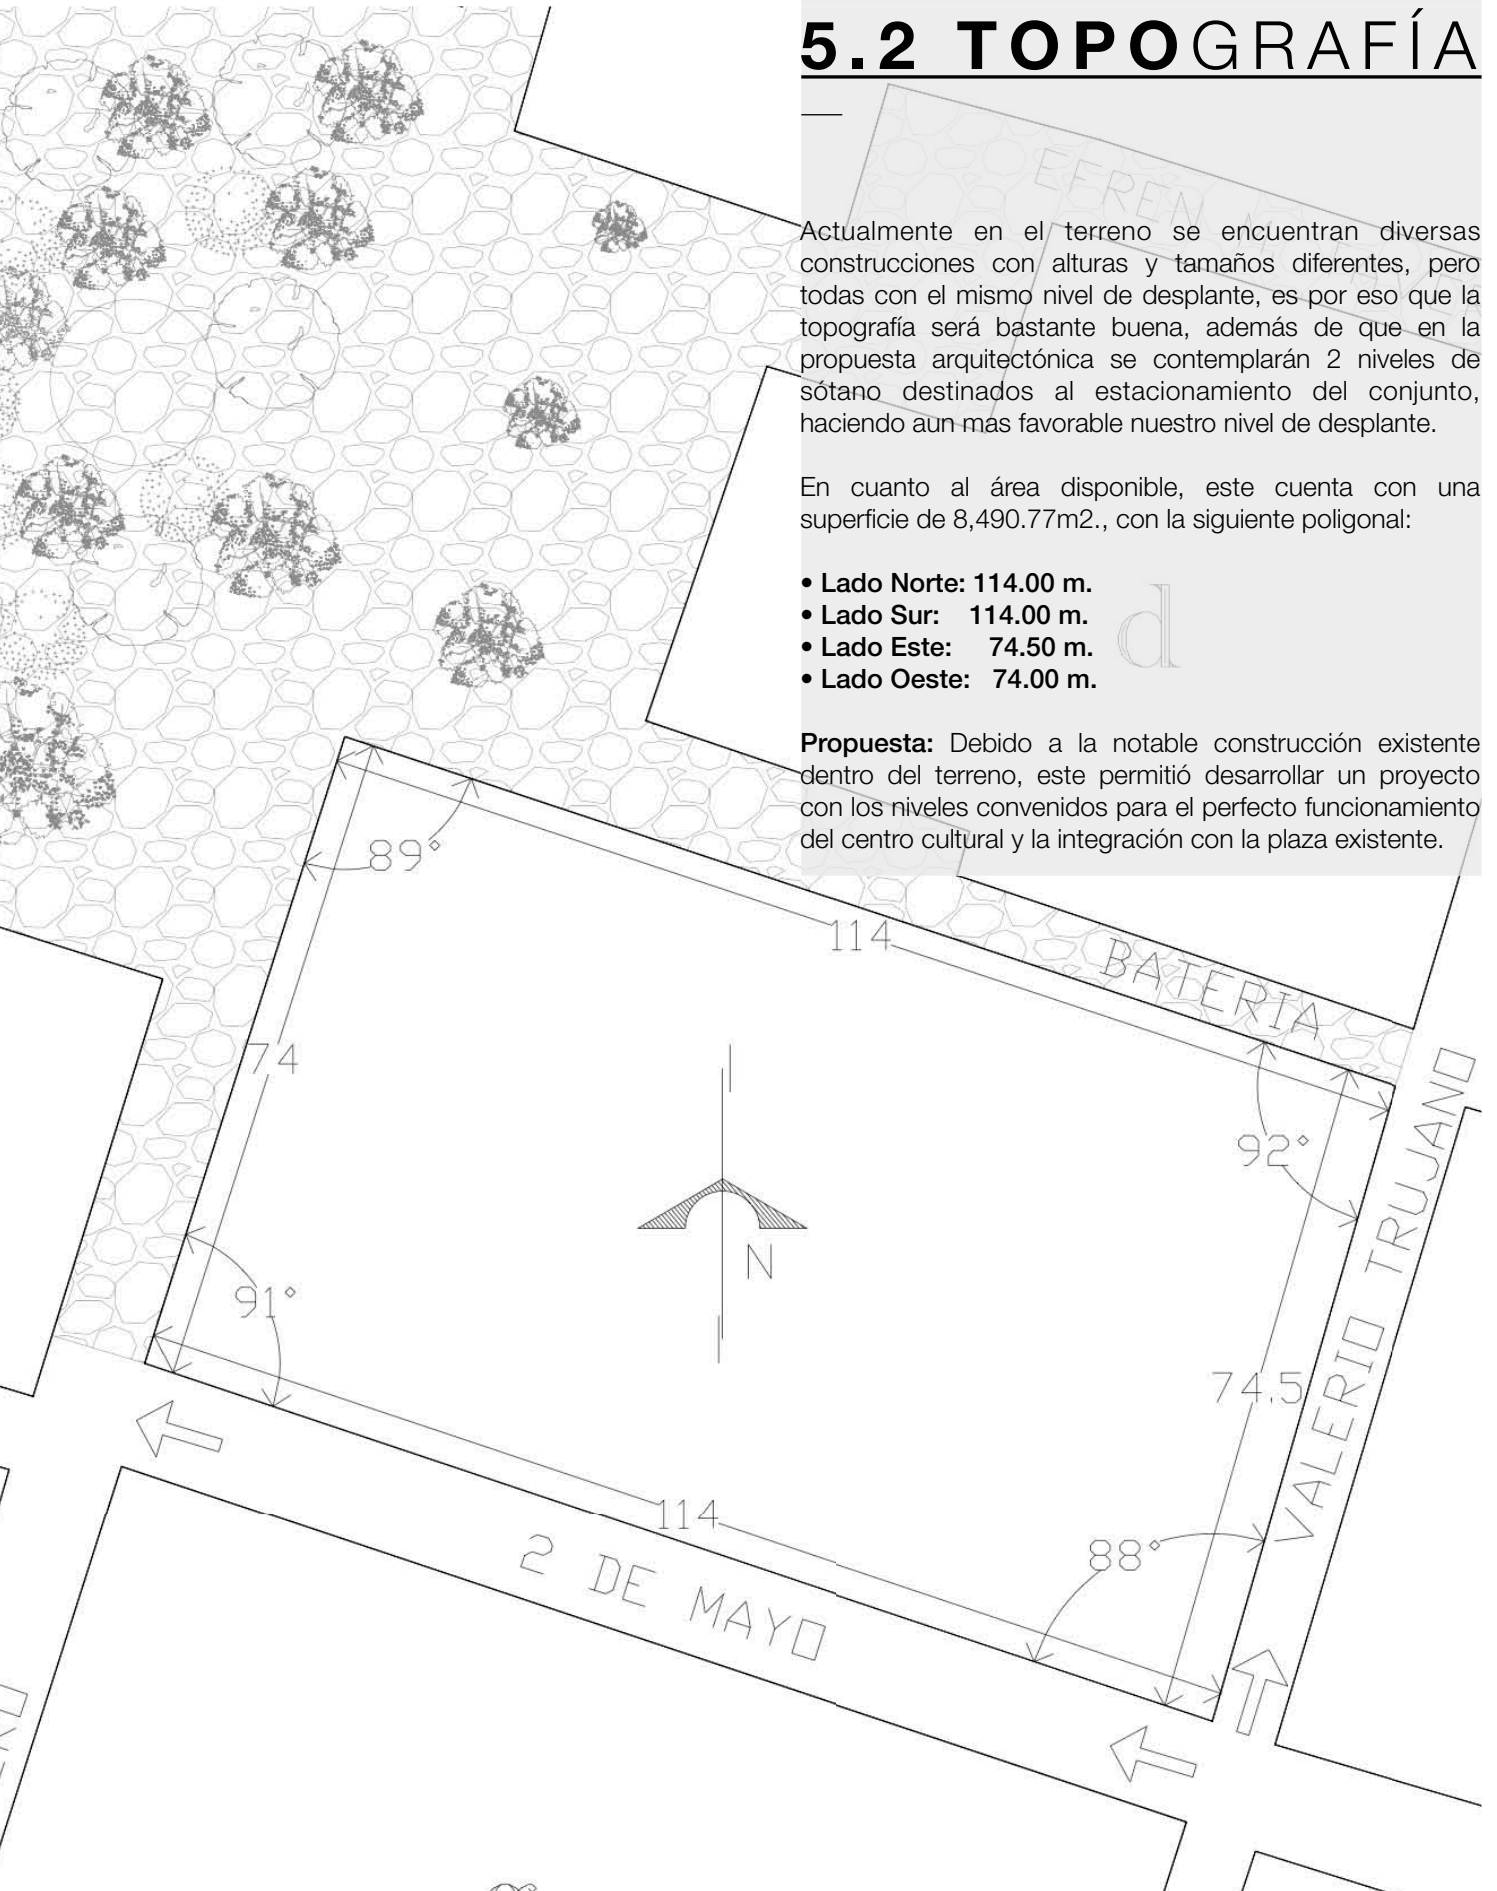 5.2 TOPOGRAFÍA
Actualmente en el terreno se encuentran diversas
construcciones con alturas y tamaños diferentes, pero
todas con el mismo nivel de desplante, es por eso que la
topografía será bastante buena, además de que en la
propuesta arquitectónica se contemplarán 2 niveles de
sótano destinados al estacionamiento del conjunto,
haciendo aun mas favorable nuestro nivel de desplante.
En cuanto al área disponible, este cuenta con una
superficie de 8,490.77m2., con la siguiente poligonal:
• Lado Norte: 114.00 m.
• Lado Sur: 114.00 m.
• Lado Este: 74.50 m.
• Lado Oeste: 74.00 m.
d
Propuesta: Debido a la notable construcción existente
dentro del terreno, este permitió desarrollar un proyecto
con los niveles convenidos para el perfecto funcionamiento
del centro cultural y la integración con la plaza existente.
EFREN
89°
114
BATERIA
74
92°
VALERIO TRUJANO
N
91°
74.5
114
88°
2 DE MAYO